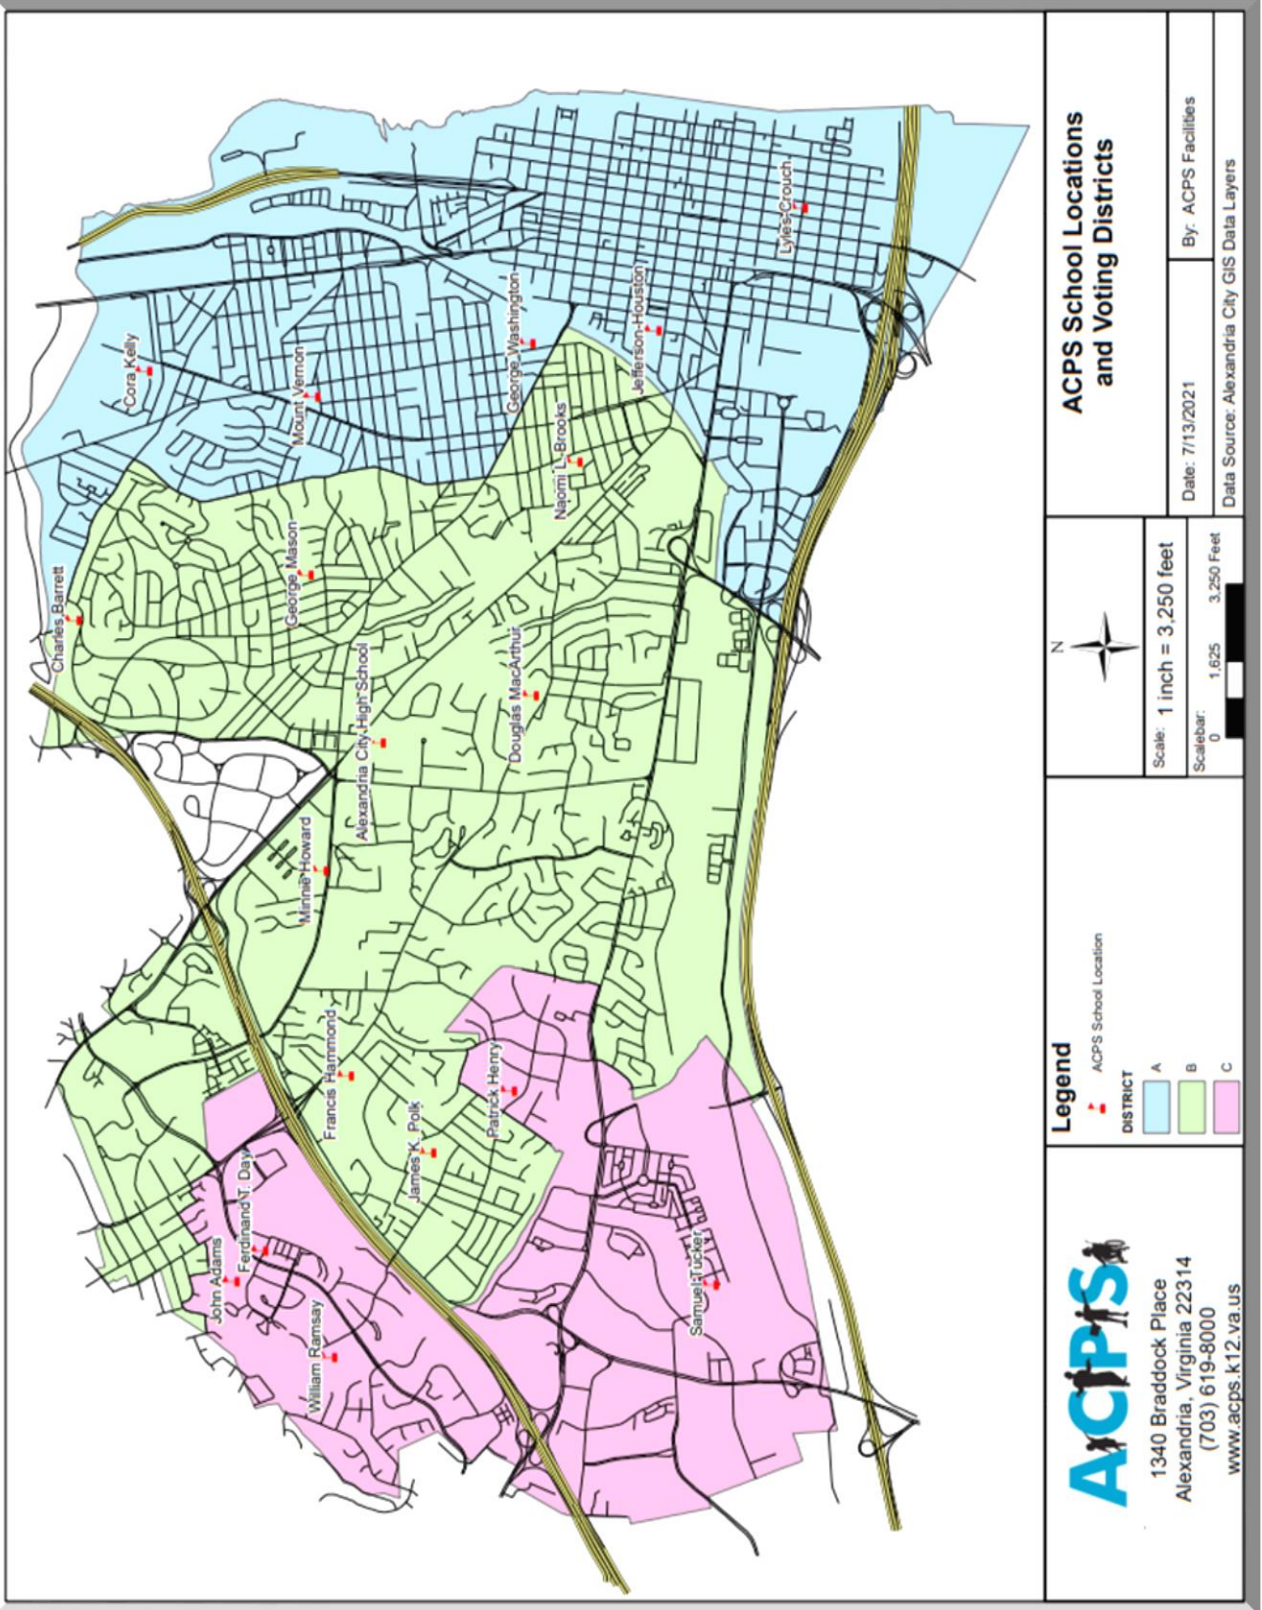 ACPS School Locations
and Voting Districts
Date: 7/13/2021
By: ACPS Facilities
Data Source: Alexandria City GIS Data Layers
N
Scale: 1 inch = 3,250 feet
Scalebar:
0 1,625 3,250 Feet
Legend
ACPS School Location
DISTRICT
A
B
C
ACPS
1340 Braddock Place
Alexandria, Virginia 22314
(703) 619-8000
www.acps.k12.va.us
Charles Barrett
Cora Kelly
John Adams
Ferdinand T. Day
William Ramsay
Minnie Howard
George Mason
Mount Vernon
Francis Hammond
Alexandria City High School
James K. Polk
Patrick Henry
Douglas MacArthur
George Washington
Naomi L. Brooks
Jefferson-Houston
Samuel Tucker
Lyles-Crouch